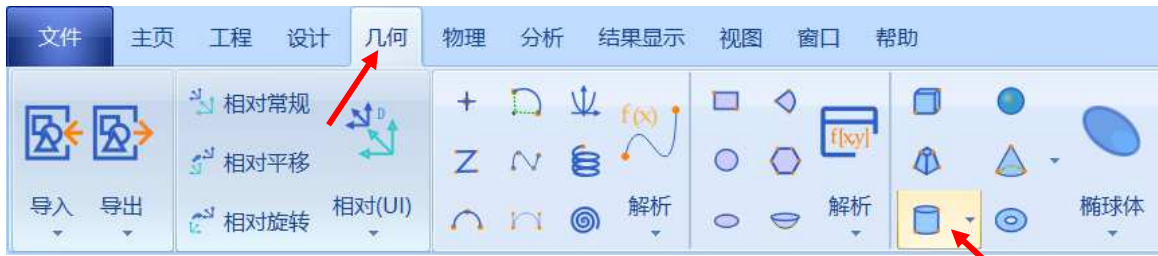 文件 主页 工程 设计 几何 物理 分析 结果显示 视图 窗口 帮助
相对常规 D f(x) f[xy]
相对平移
导入 导出 相对旋转 相对(UI) 解析 解析 椭球体